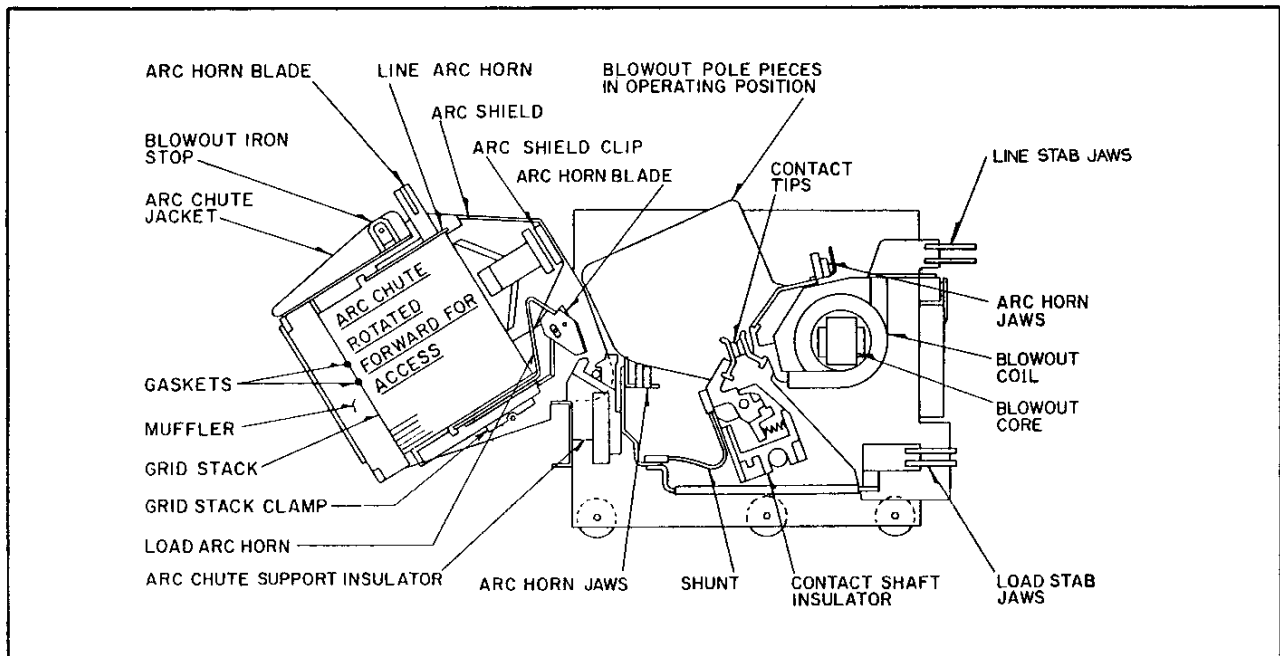 ARC HORN BLADE
LINE ARC HORN
BLOWOUT POLE PIECES
IN OPERATING POSITION
ARC SHIELD
BLOWOUT IRON
STOP
ARC SHIELD CLIP
ARC HORN BLADE
CONTACT
TIPS
LINE STAB JAWS
ARC CHUTE
JACKET
ARC CHUTE
ROTATED
FORWARD FOR
ACCESS
ARC HORN
JAWS
BLOWOUT
COIL
BLOWOUT
CORE
GASKETS
MUFFLER
GRID STACK
GRID STACK CLAMP
LOAD ARC HORN
ARC CHUTE SUPPORT INSULATOR
ARC HORN JAWS
SHUNT
CONTACT SHAFT
INSULATOR
LOAD STAB
JAWS